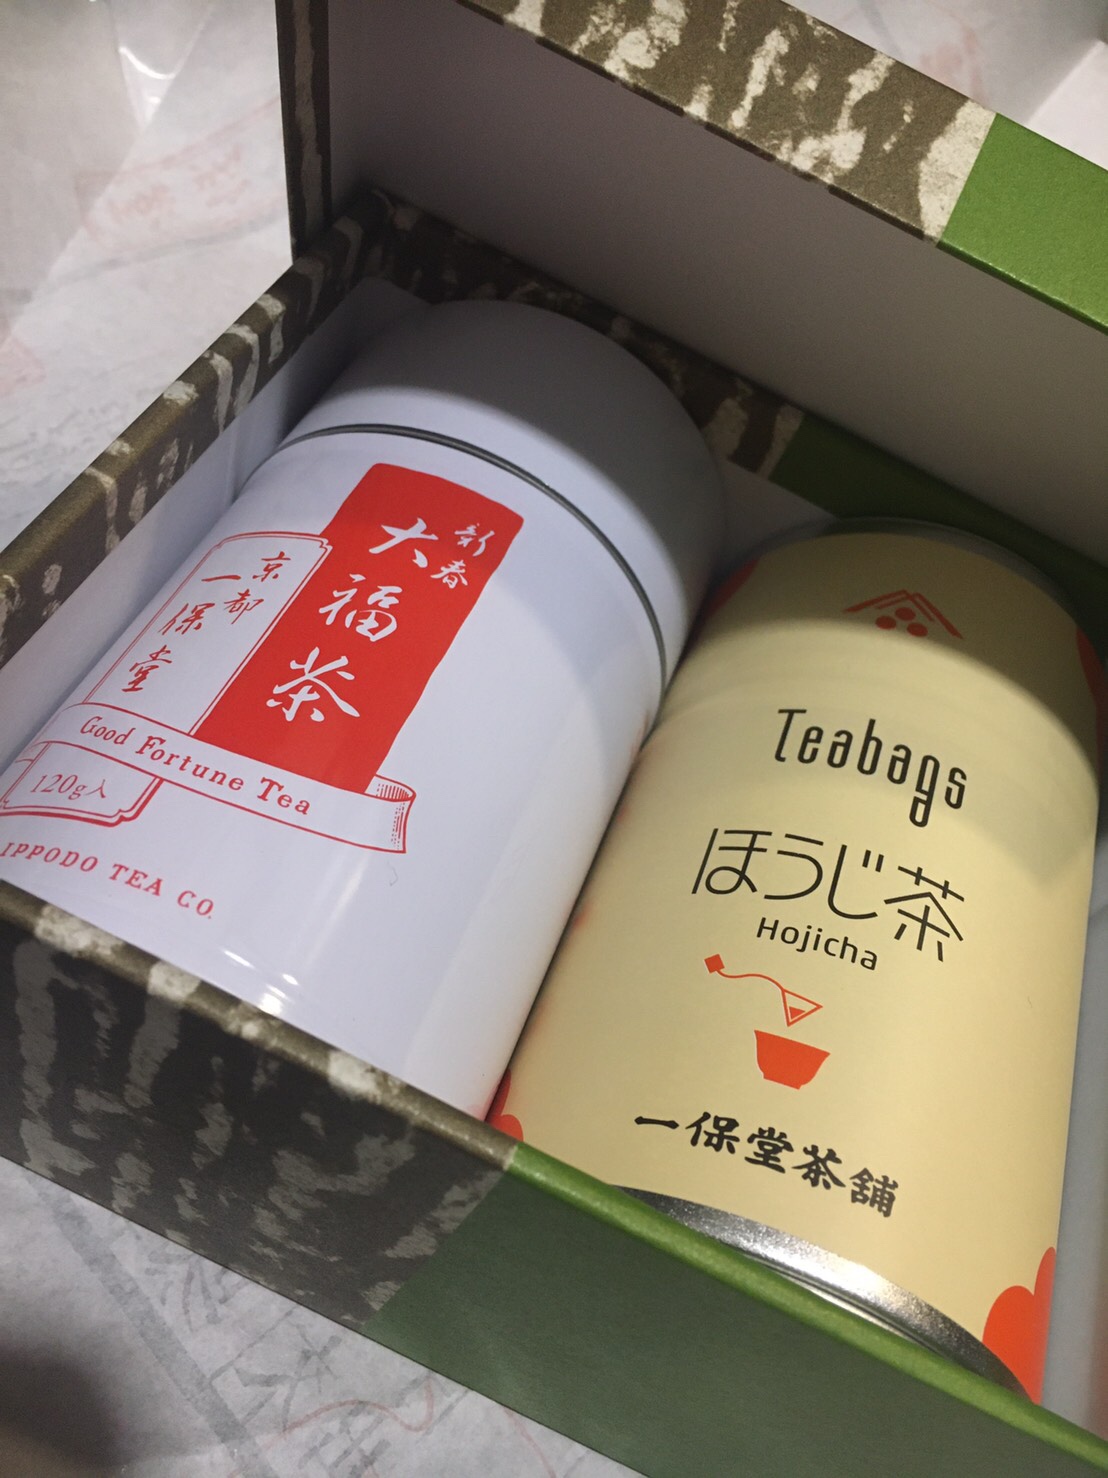 新春
大福茶
京都
一保堂
Good Fortune Tea
120g入
IPPODO TEA CO.
Teabags
ほうじ茶
Hojicha
一保堂茶舗